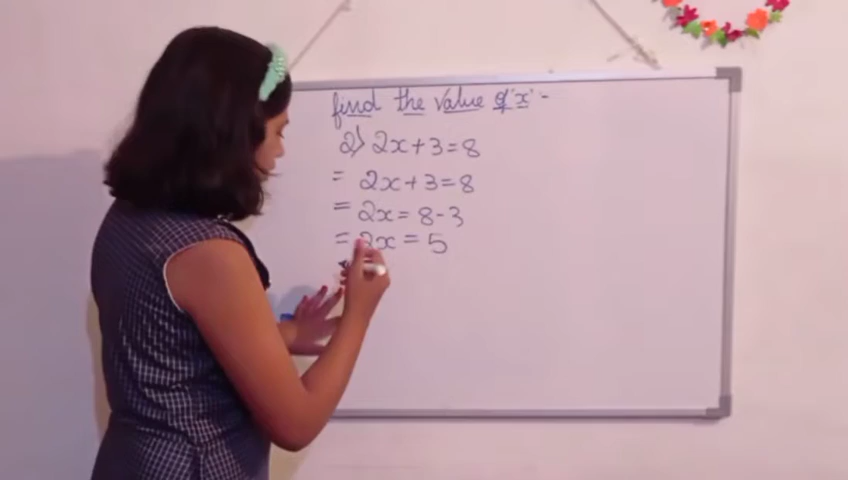 find the value of 'x' -
2) 2x+3=8
= 2x+3=8
= 2x = 8-3
= 2x = 5